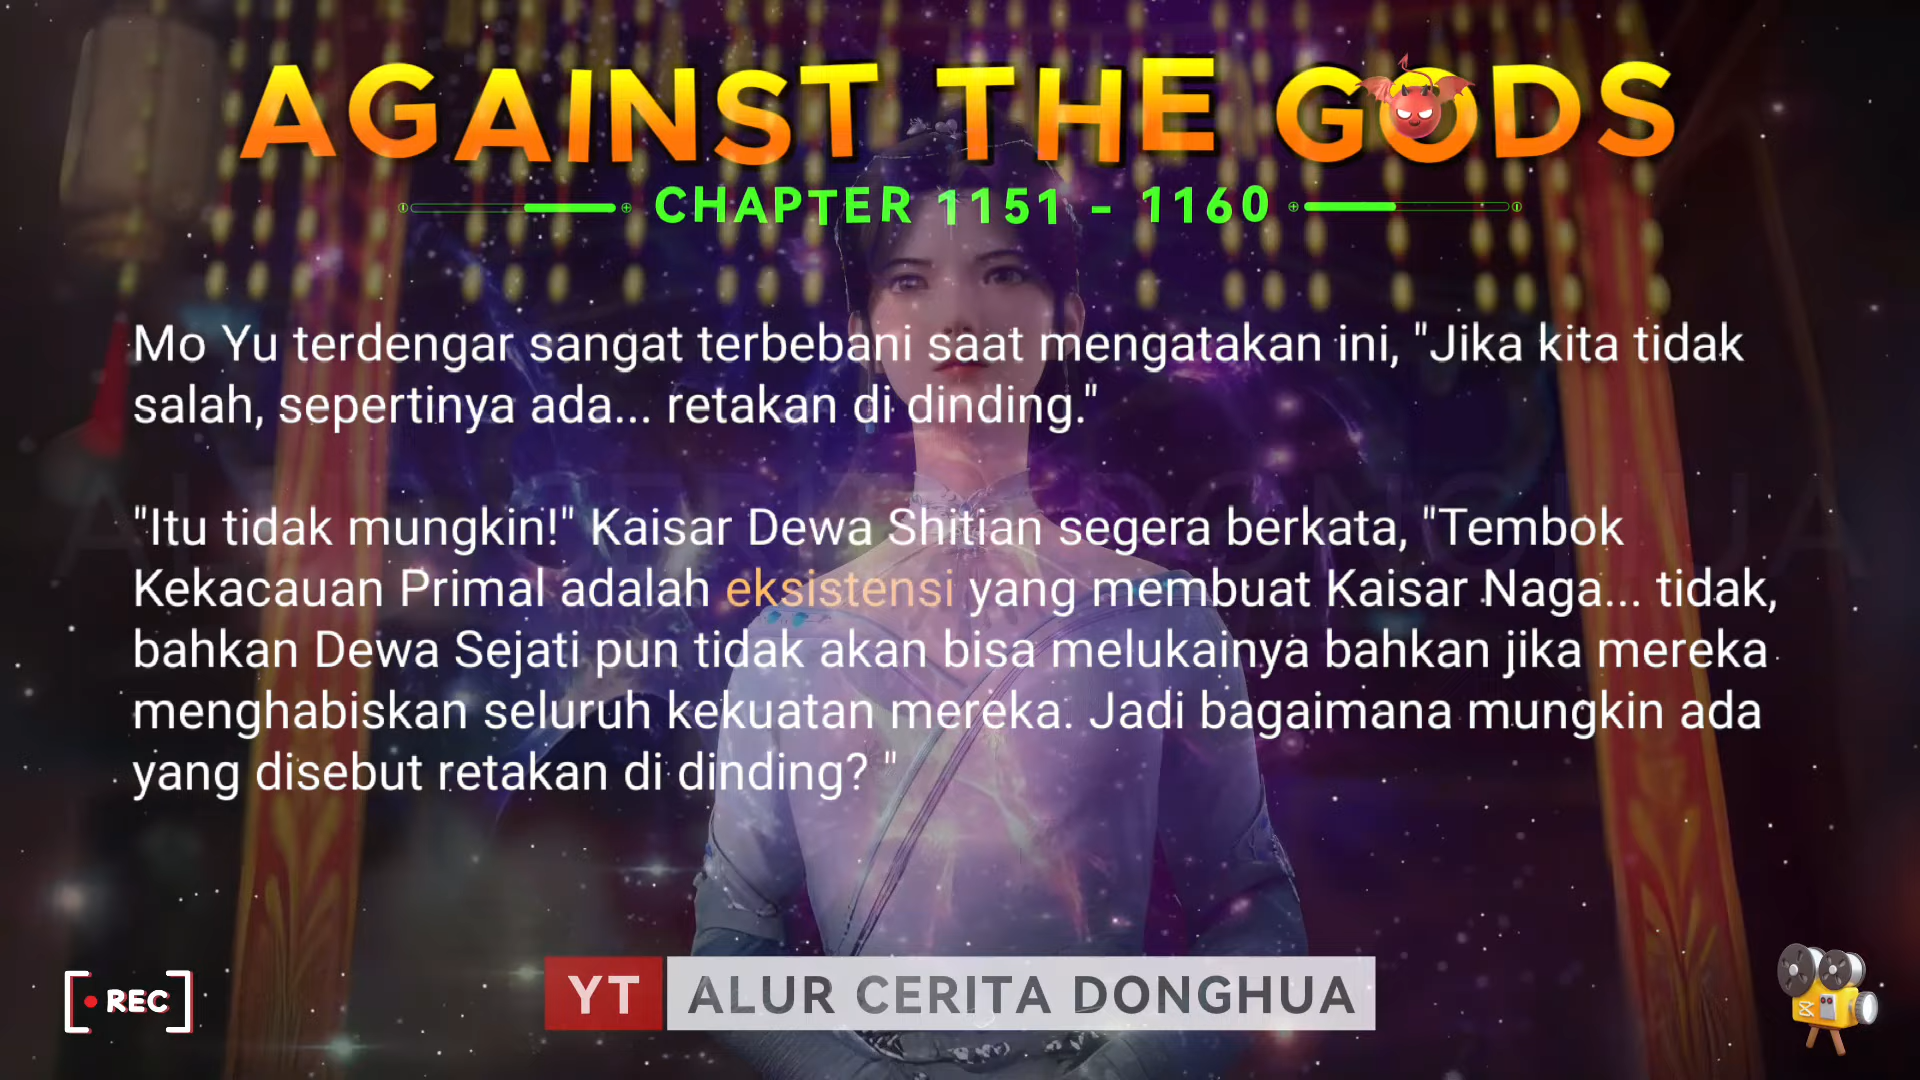 AGAINST THE GODS
CHAPTER 1151 - 1160
Mo Yu terdengar sangat terbebani saat mengatakan ini, "Jika kita tidak
salah, sepertinya ada... retakan di dinding."
"Itu tidak mungkin!" Kaisar Dewa Shitian segera berkata, "Tembok
Kekacauan Primal adalah eksistensi yang membuat Kaisar Naga... tidak,
bahkan Dewa Sejati pun tidak akan bisa melukainya bahkan jika mereka
menghabiskan seluruh kekuatan mereka. Jadi bagaimana mungkin ada
yang disebut retakan di dinding? "
REC
YT ALUR CERITA DONGHUA